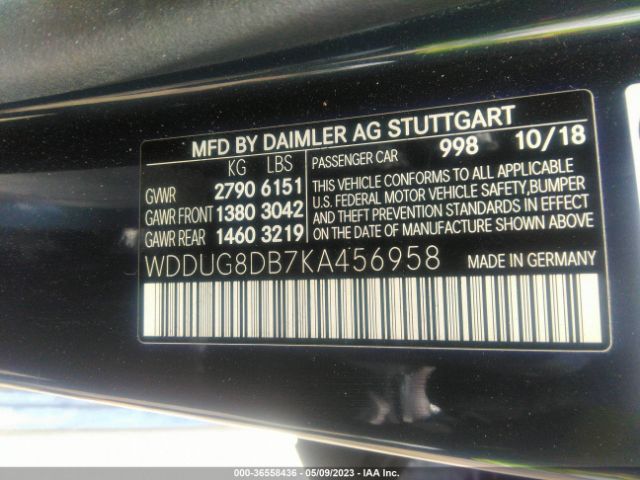 MFD BY DAIMLER AG STUTTGART
KG LBS PASSENGER CAR 998 10/18
GVWR 2790 6151
GAWR FRONT 1380 3042
GAWR REAR 1460 3219
THIS VEHICLE CONFORMS TO ALL APPLICABLE
U.S. FEDERAL MOTOR VEHICLE SAFETY,BUMPER
AND THEFT PREVENTION STANDARDS IN EFFECT
ON DATE OF MANUFACTURE SHOWN ABOVE
WDDUG8DB7KA456958 MADE IN GERMANY
000-36558436 - 05/09/2023 - IAA Inc.